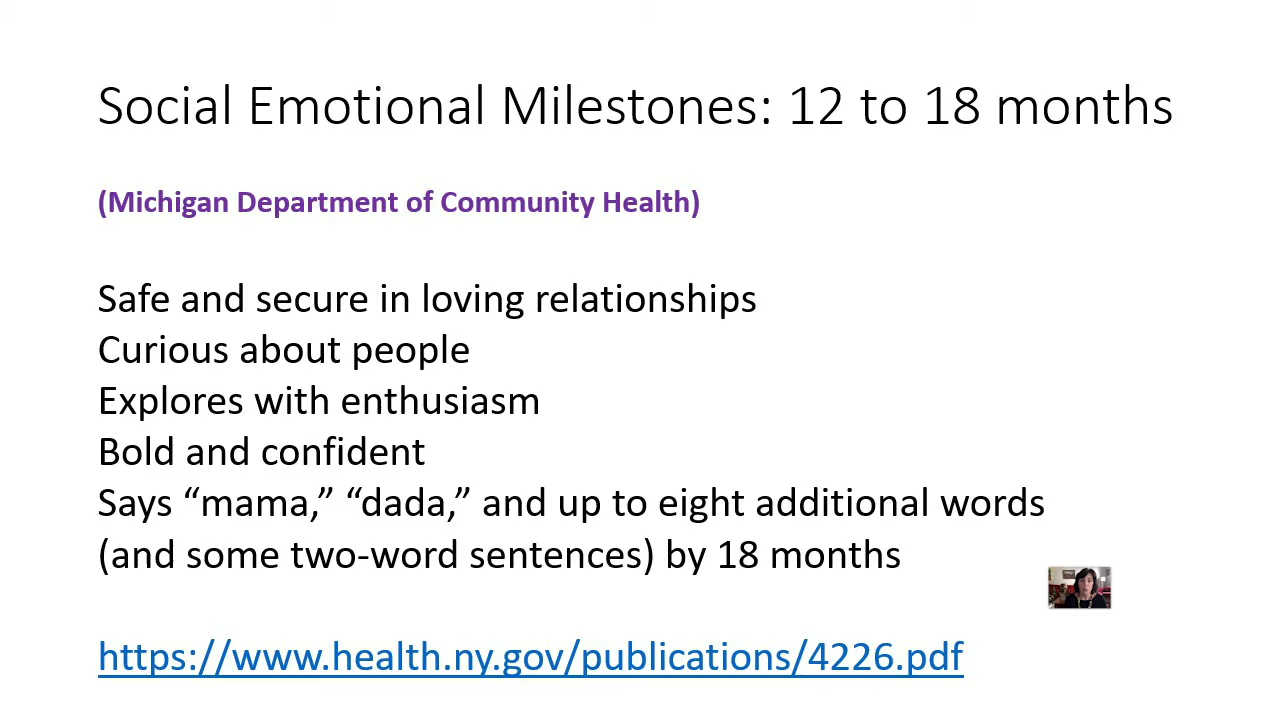 Social Emotional Milestones: 12 to 18 months
(Michigan Department of Community Health)
Safe and secure in loving relationships
Curious about people
Explores with enthusiasm
Bold and confident
Says “mama,” “dada,” and up to eight additional words
(and some two-word sentences) by 18 months
https://www.health.ny.gov/publications/4226.pdf